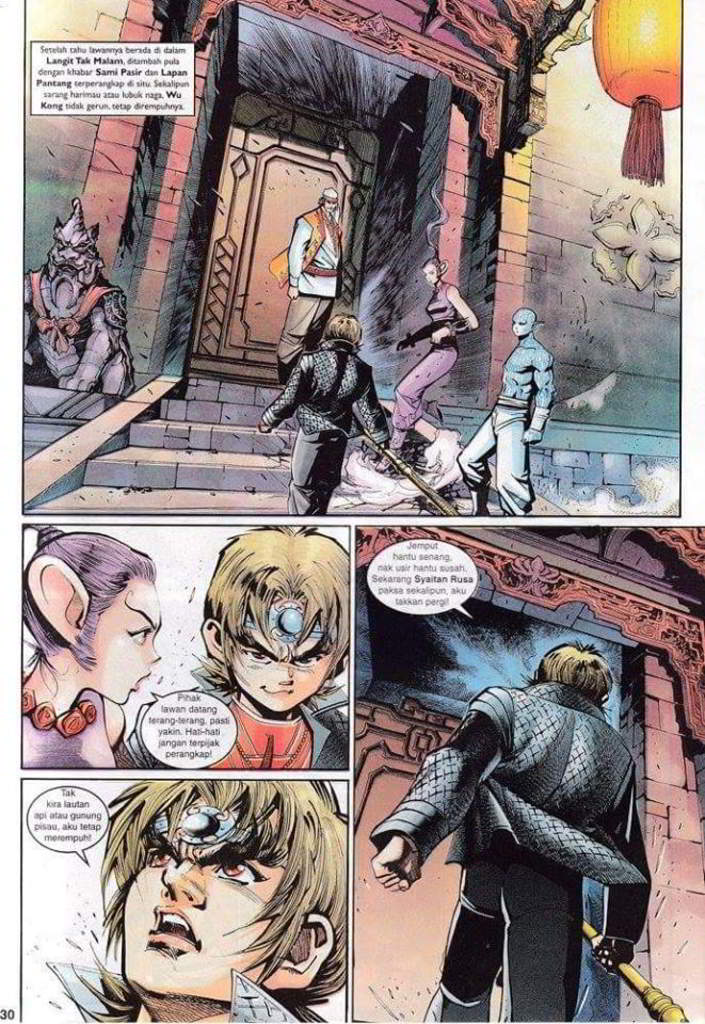 Setelah tahu lawannya berada di dalam
Langit Tak Malam, ditambah pula
dengan khabar Sami Pasir dan Lapan
Pantang terperangkap di situ. Sekalipun
sarang harimau atau lubuk naga, Wu
Kong tidak gerun, tetap dirempuhnya.
Pihak
lawan datang
terang-terang, pasti
yakin. Hati-hati
jangan terpijak
perangkap!
Jemput
hantu senang,
nak usir hantu susah.
Sekarang Syaitan Rusa
paksa sekalipun, aku
takkan pergi!
Tak
kira lautan
api atau gunung
pisau, aku tetap
merempuh!
30